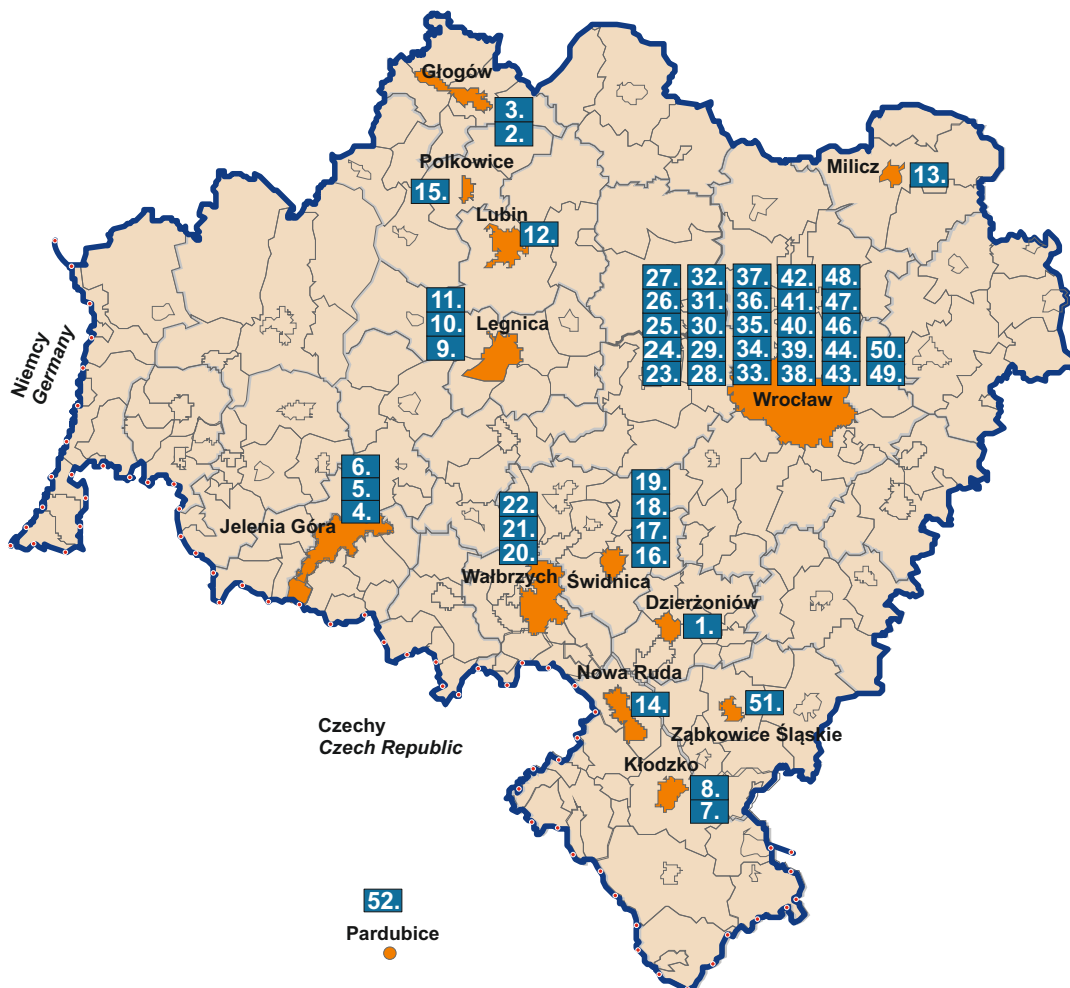 Głogów
3.
2.
Polkowice
15.
Milicz
13.
Lubin
12.
27. 32. 37. 42. 48.
26. 31. 36. 41. 47.
25. 30. 35. 40. 46.
24. 29. 34. 39. 44. 50.
23. 28. 33. 38. 43. 49.
Wrocław
11.
10.
9.
Legnica
Niemcy
Germany
6.
5.
4.
Jelenia Góra
22.
21.
20.
Wałbrzych
19.
18.
17.
16.
Świdnica
Dzierżoniów
1.
Nowa Ruda
14.
51.
Ząbkowice Śląskie
Czechy
Czech Republic
Kłodzko
8.
7.
52.
Pardubice